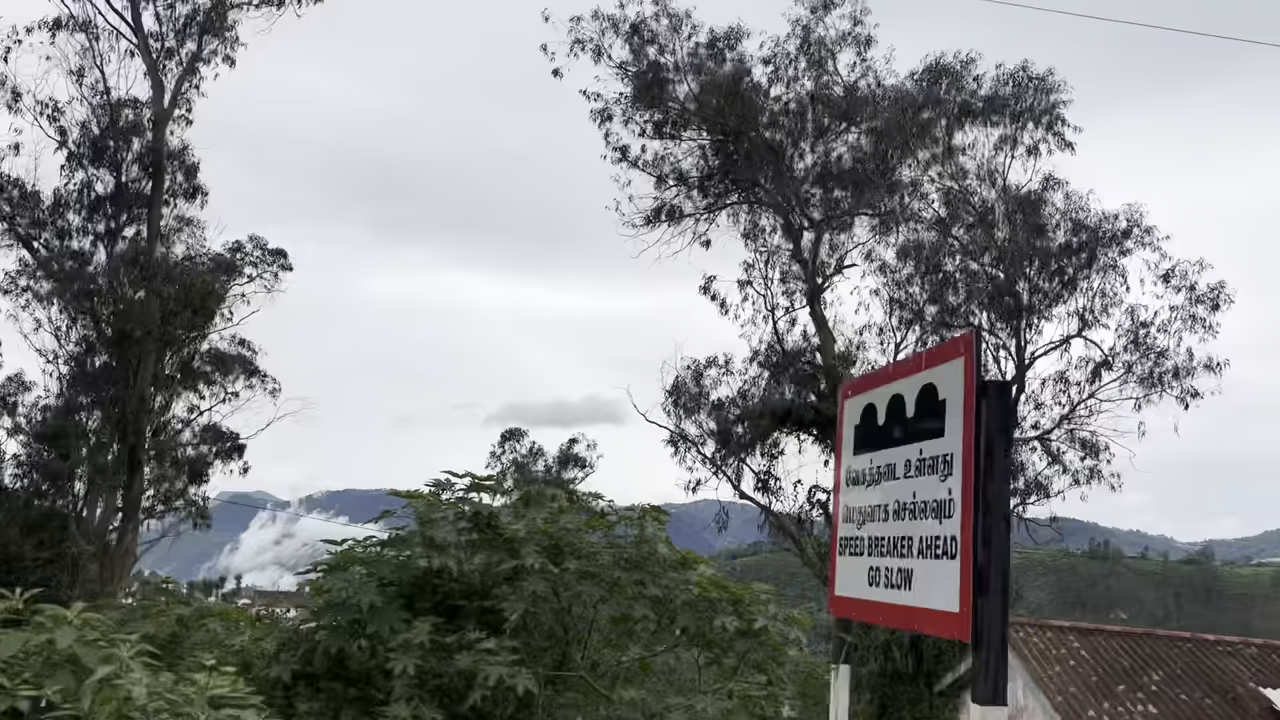 வேகத்தடை உள்ளது
மெதுவாக செல்லவும்
SPEED BREAKER AHEAD
GO SLOW